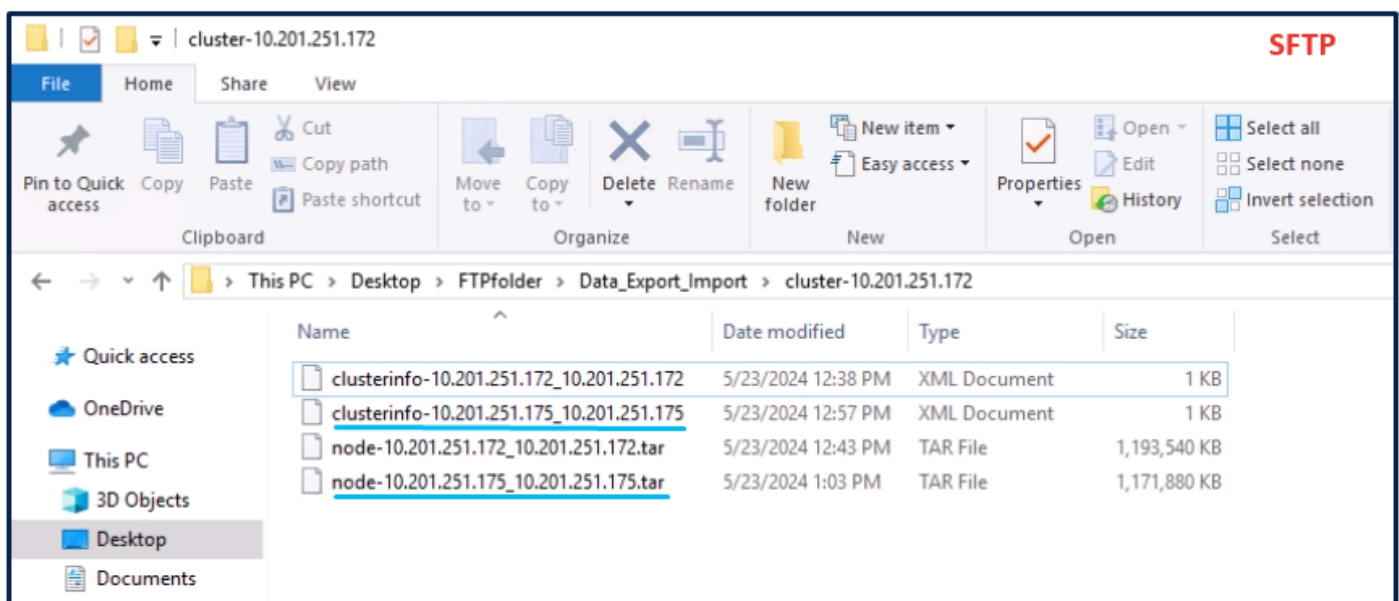 cluster-10.201.251.172
SFTP
File Home Share View
Pin to Quick access
Copy
Paste
Cut
Copy path
Paste shortcut
Clipboard
Move to
Copy to
Delete
Rename
Organize
New folder
New item
Easy access
New
Properties
Open
Edit
History
Open
Select all
Select none
Invert selection
Select
This PC > Desktop > FTPfolder > Data_Export_Import > cluster-10.201.251.172
Quick access
OneDrive
This PC
3D Objects
Desktop
Documents
Name Date modified Type Size
clusterinfo-10.201.251.172_10.201.251.172 5/23/2024 12:38 PM XML Document 1 KB
clusterinfo-10.201.251.175_10.201.251.175 5/23/2024 12:57 PM XML Document 1 KB
node-10.201.251.172_10.201.251.172.tar 5/23/2024 12:43 PM TAR File 1,193,540 KB
node-10.201.251.175_10.201.251.175.tar 5/23/2024 1:03 PM TAR File 1,171,880 KB